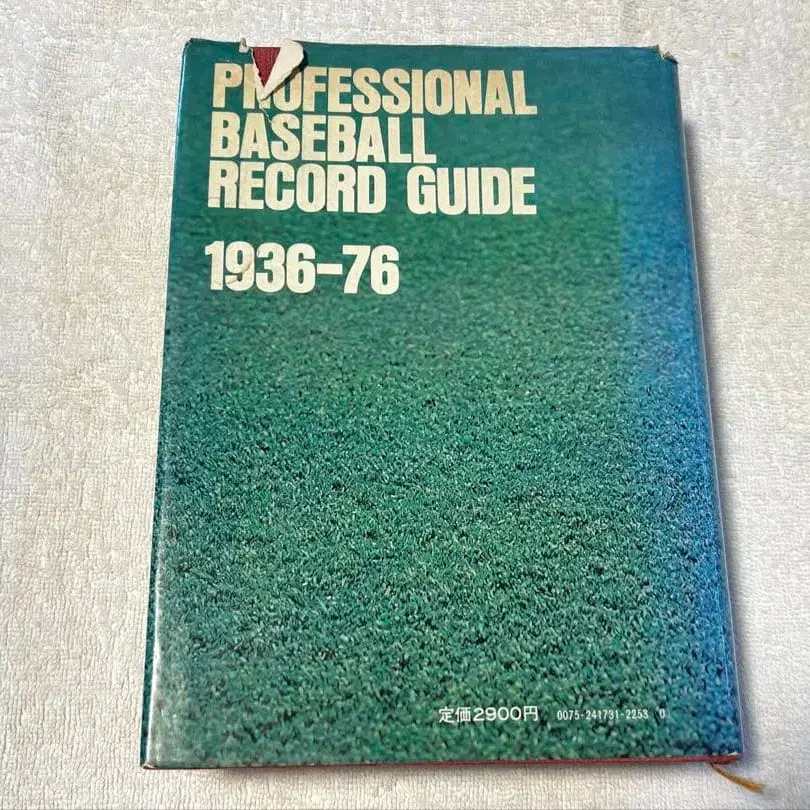 PROFESSIONAL
BASEBALL
RECORD GUIDE
1936-76
定価2900円 0075-241731-2253 0